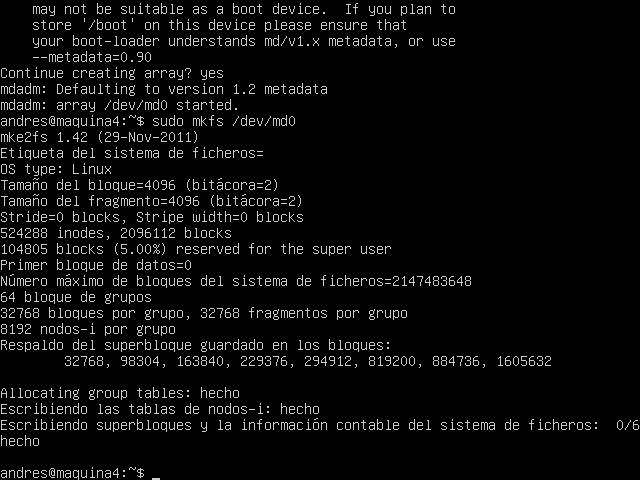 may not be suitable as a boot device.  If you plan to
store '/boot' on this device please ensure that
your boot-loader understands md/v1.x metadata, or use
--metadata=0.90
Continue creating array? yes
mdadm: Defaulting to version 1.2 metadata
mdadm: array /dev/md0 started.
andres@maquina4:~$ sudo mkfs /dev/md0
mke2fs 1.42 (29-Nov-2011)
Etiqueta del sistema de ficheros=
OS type: Linux
Tamaño del bloque=4096 (bitácora=2)
Tamaño del fragmento=4096 (bitácora=2)
Stride=0 blocks, Stripe width=0 blocks
524288 inodes, 2096112 blocks
104805 blocks (5.00%) reserved for the super user
Primer bloque de datos=0
Número máximo de bloques del sistema de ficheros=2147483648
64 bloque de grupos
32768 bloques por grupo, 32768 fragmentos por grupo
8192 nodos-i por grupo
Respaldo del superbloque guardado en los bloques:
32768, 98304, 163840, 229376, 294912, 819200, 884736, 1605632
Allocating group tables: hecho
Escribiendo las tablas de nodos-i: hecho
Escribiendo superbloques y la información contable del sistema de ficheros:  0/6
hecho
andres@maquina4:~$ _